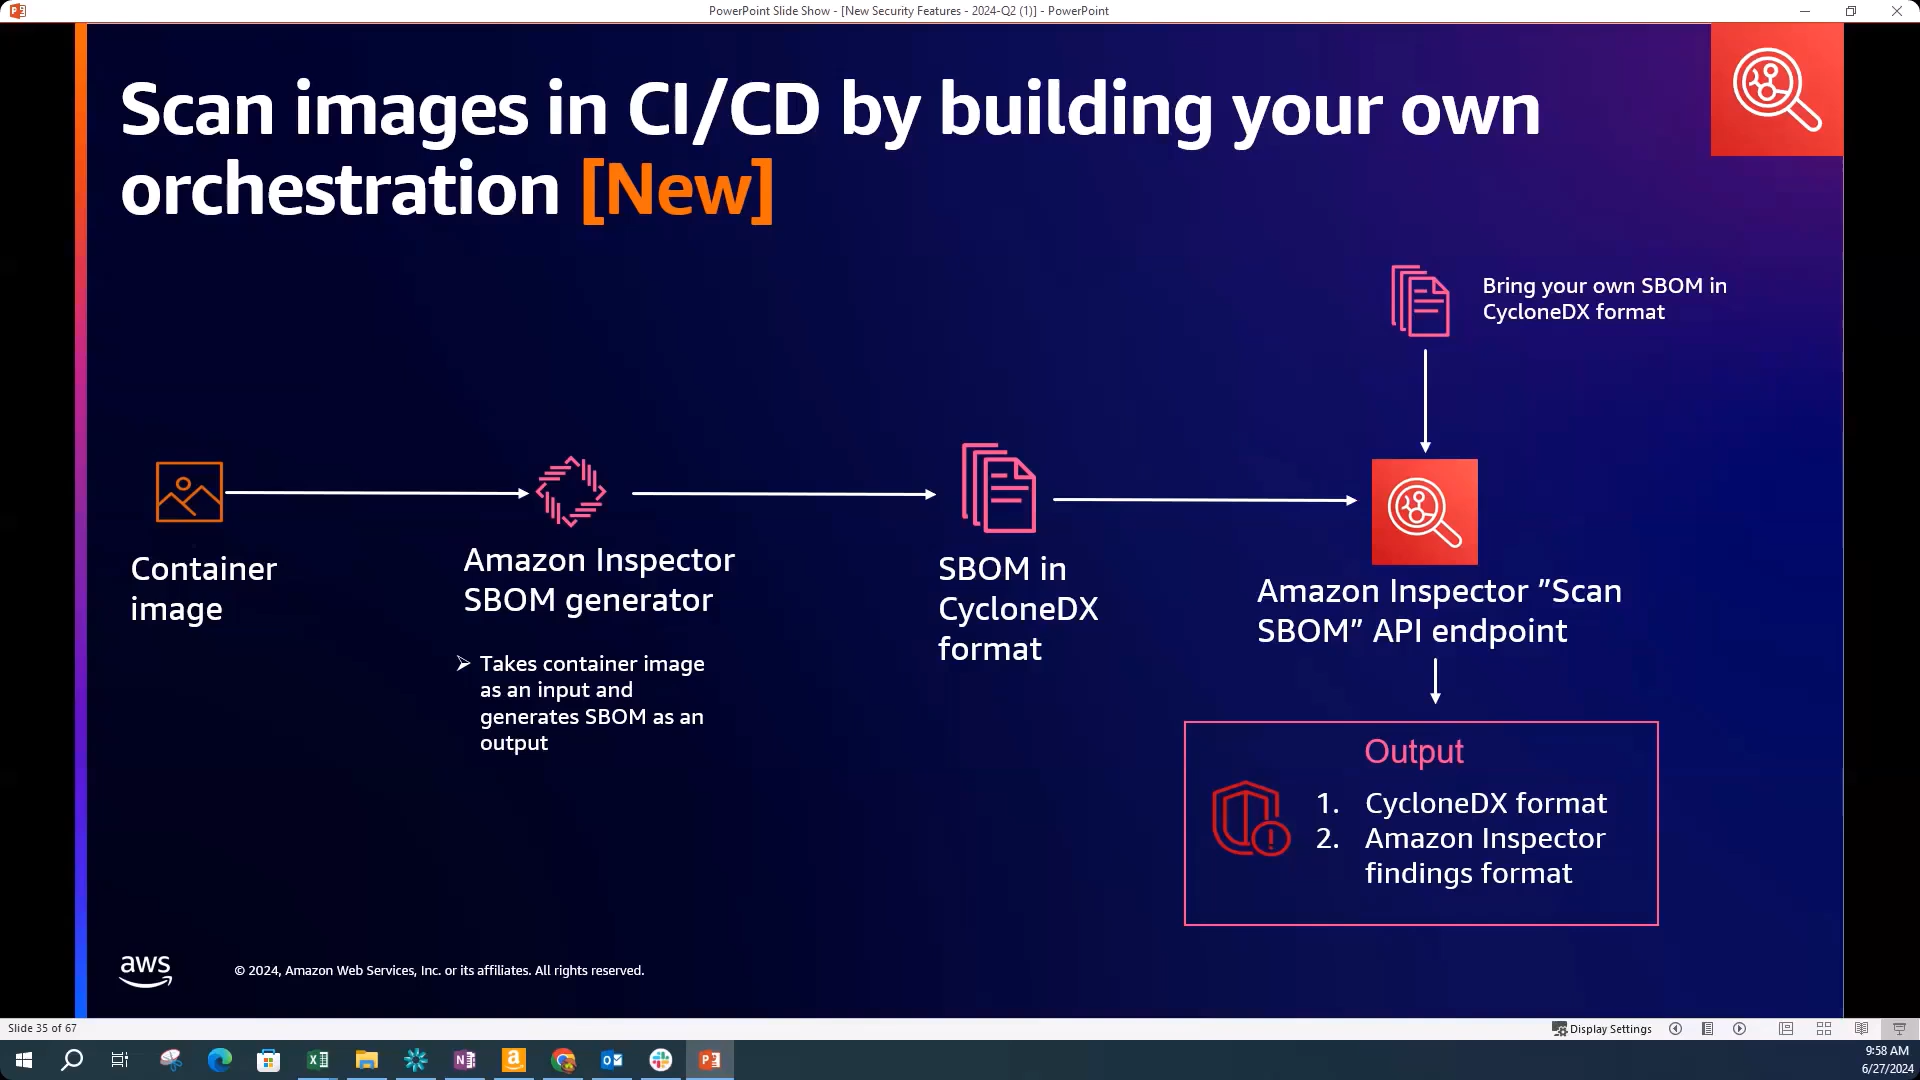 PowerPoint Slide Show - [New Security Features - 2024-Q2 (1)] - PowerPoint
Scan images in CI/CD by building your own
orchestration [New]
Bring your own SBOM in
CycloneDX format
Container
image
Amazon Inspector
SBOM generator
➤ Takes container image
as an input and
generates SBOM as an
output
SBOM in
CycloneDX
format
Amazon Inspector ”Scan
SBOM” API endpoint
Output
1. CycloneDX format
2. Amazon Inspector
findings format
aws
© 2024, Amazon Web Services, Inc. or its affiliates. All rights reserved.
Slide 35 of 67
Display Settings
9:58 AM
6/27/2024